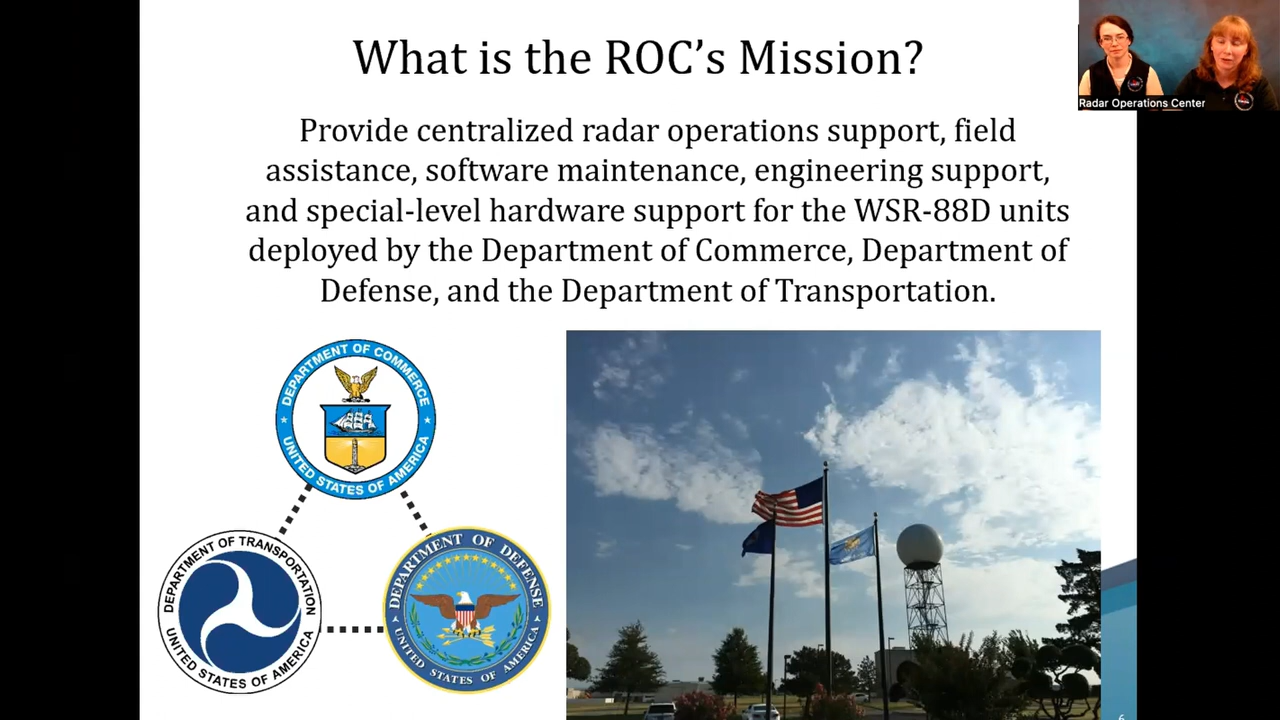 What is the ROC's Mission?
Radar Operations Center
Provide centralized radar operations support, field
assistance, software maintenance, engineering support,
and special-level hardware support for the WSR-88D units
deployed by the Department of Commerce, Department of
Defense, and the Department of Transportation.
DEPARTMENT OF COMMERCE
UNITED STATES OF AMERICA
DEPARTMENT OF TRANSPORTATION
UNITED STATES OF AMERICA
DEPARTMENT OF DEFENSE
UNITED STATES OF AMERICA
6